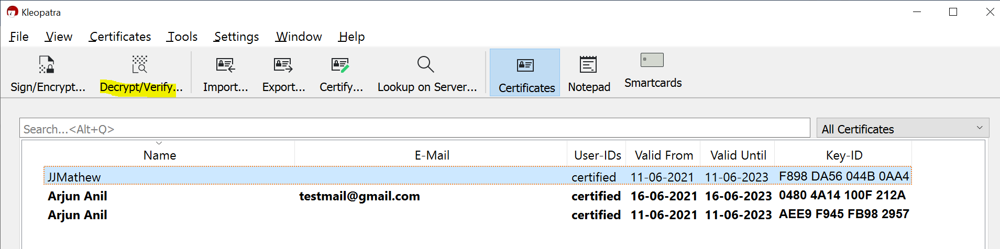 Kleopatra
File View Certificates Tools Settings Window Help
Sign/Encrypt... Decrypt/Verify... Import... Export... Certify... Lookup on Server... Certificates Notepad Smartcards
Search...<Alt+Q> All Certificates
Name E-Mail User-IDs Valid From Valid Until Key-ID
JJMathew certified 11-06-2021 11-06-2023 F898 DA56 044B 0AA4
Arjun Anil testmail@gmail.com certified 16-06-2021 16-06-2023 0480 4A14 100F 212A
Arjun Anil certified 11-06-2021 11-06-2023 AEE9 F945 FB98 2957